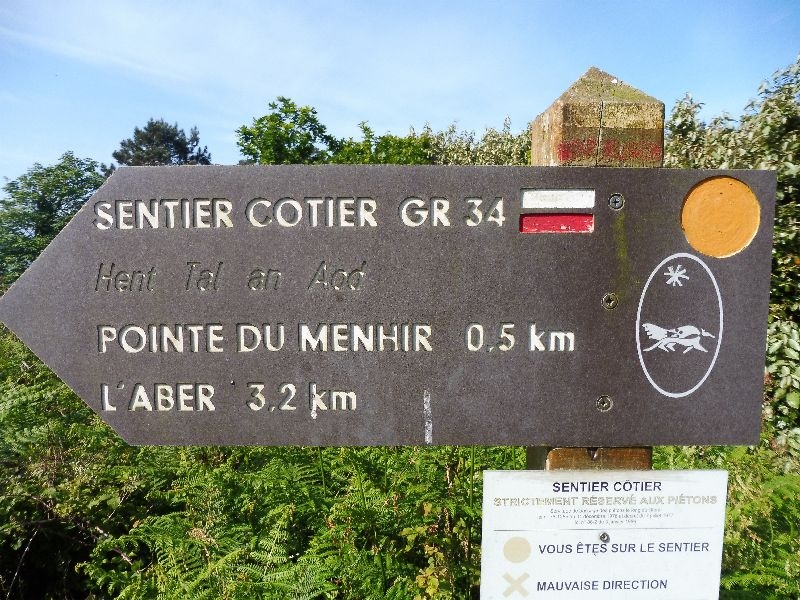 SENTIER COTIER GR 34
Hent Tal an Aod
POINTE DU MENHIR 0.5 km
L'ABER 3.2 km
SENTIER CÔTIER
STRICTEMENT RÉSERVÉ AUX PIÉTONS
VOUS ÊTES SUR LE SENTIER
MAUVAISE DIRECTION